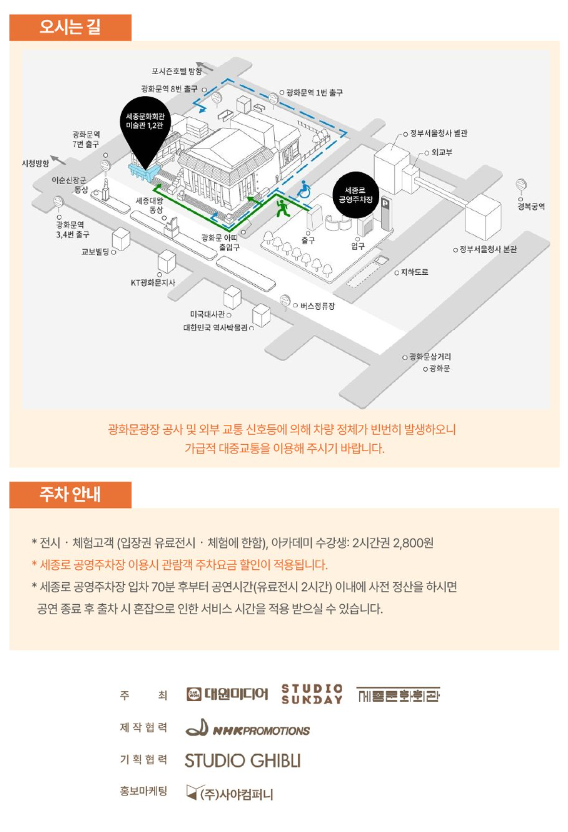 오시는 길
포시즌호텔 방향
광화문역 8번 출구
광화문역 1번 출구
세종문화회관
미술관 1,2관
광화문역
7번 출구
시청방향
이순신장군
동상
광화문역
3,4번 출구
교보빌딩
KT광화문지사
세종대왕
동상
광화문 아띠
출입구
출구
입구
세종로
공영주차장
정부서울청사 별관
외교부
경복궁역
정부서울청사 본관
지하도로
버스정류장
미국대사관
대한민국 역사박물관
광화문삼거리
광화문
광화문광장 공사 및 외부 교통 신호등에 의해 차량 정체가 빈번히 발생하오니
가급적 대중교통을 이용해 주시기 바랍니다.
주차 안내
* 전시 · 체험고객 (입장권 유료전시 · 체험에 한함), 아카데미 수강생: 2시간권 2,800원
* 세종로 공영주차장 이용시 관람객 주차요금 할인이 적용됩니다.
* 세종로 공영주차장 입차 70분 후부터 공연시간(유료전시 2시간) 이내에 사전 정산을 하시면
공연 종료 후 출차 시 혼잡으로 인한 서비스 시간을 적용 받으실 수 있습니다.
주 최 대원미디어 STUDIO SUNDAY 세종문화회관
제작협력 NHK PROMOTIONS
기획협력 STUDIO GHIBLI
홍보마케팅 (주)사야컴퍼니